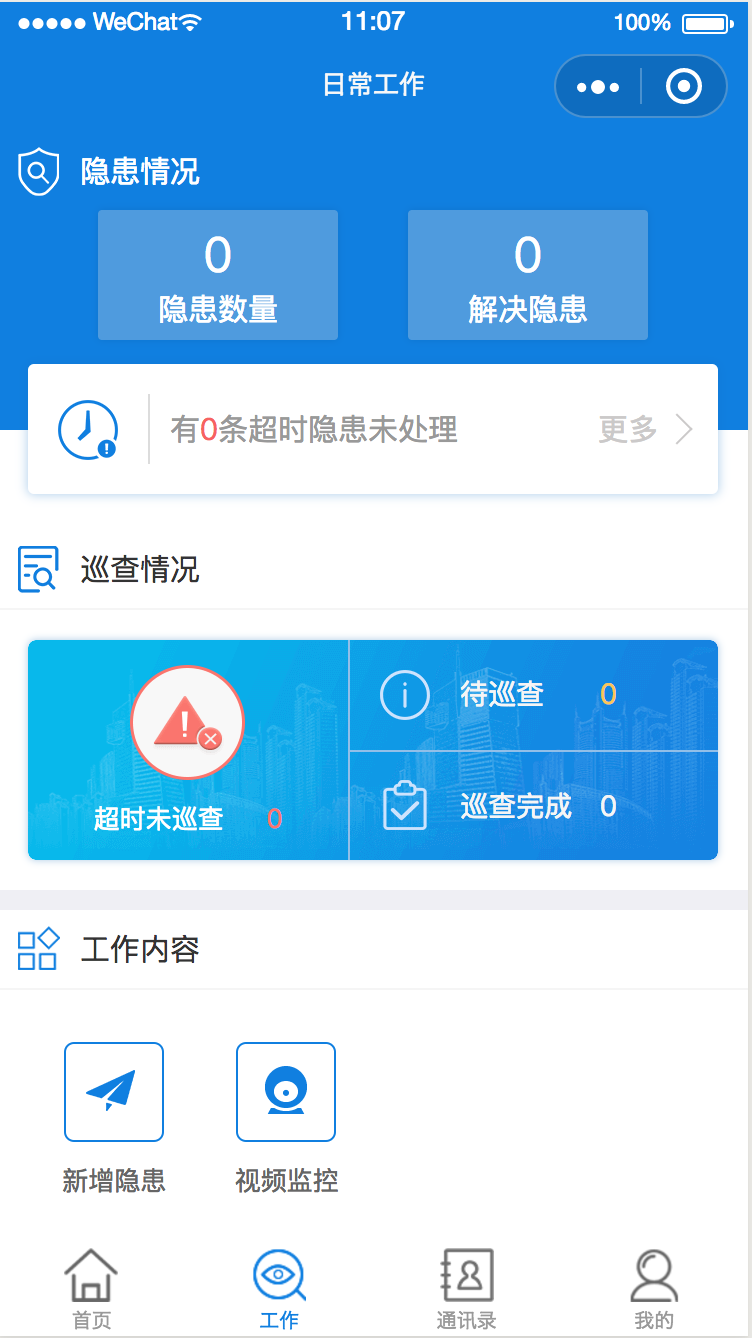 WeChat 11:07 100%
日常工作
隐患情况
0 0
隐患数量 解决隐患
有0条超时隐患未处理 更多
巡查情况
待巡查 0
超时未巡查 0
巡查完成 0
工作内容
新增隐患 视频监控
首页 工作 通讯录 我的